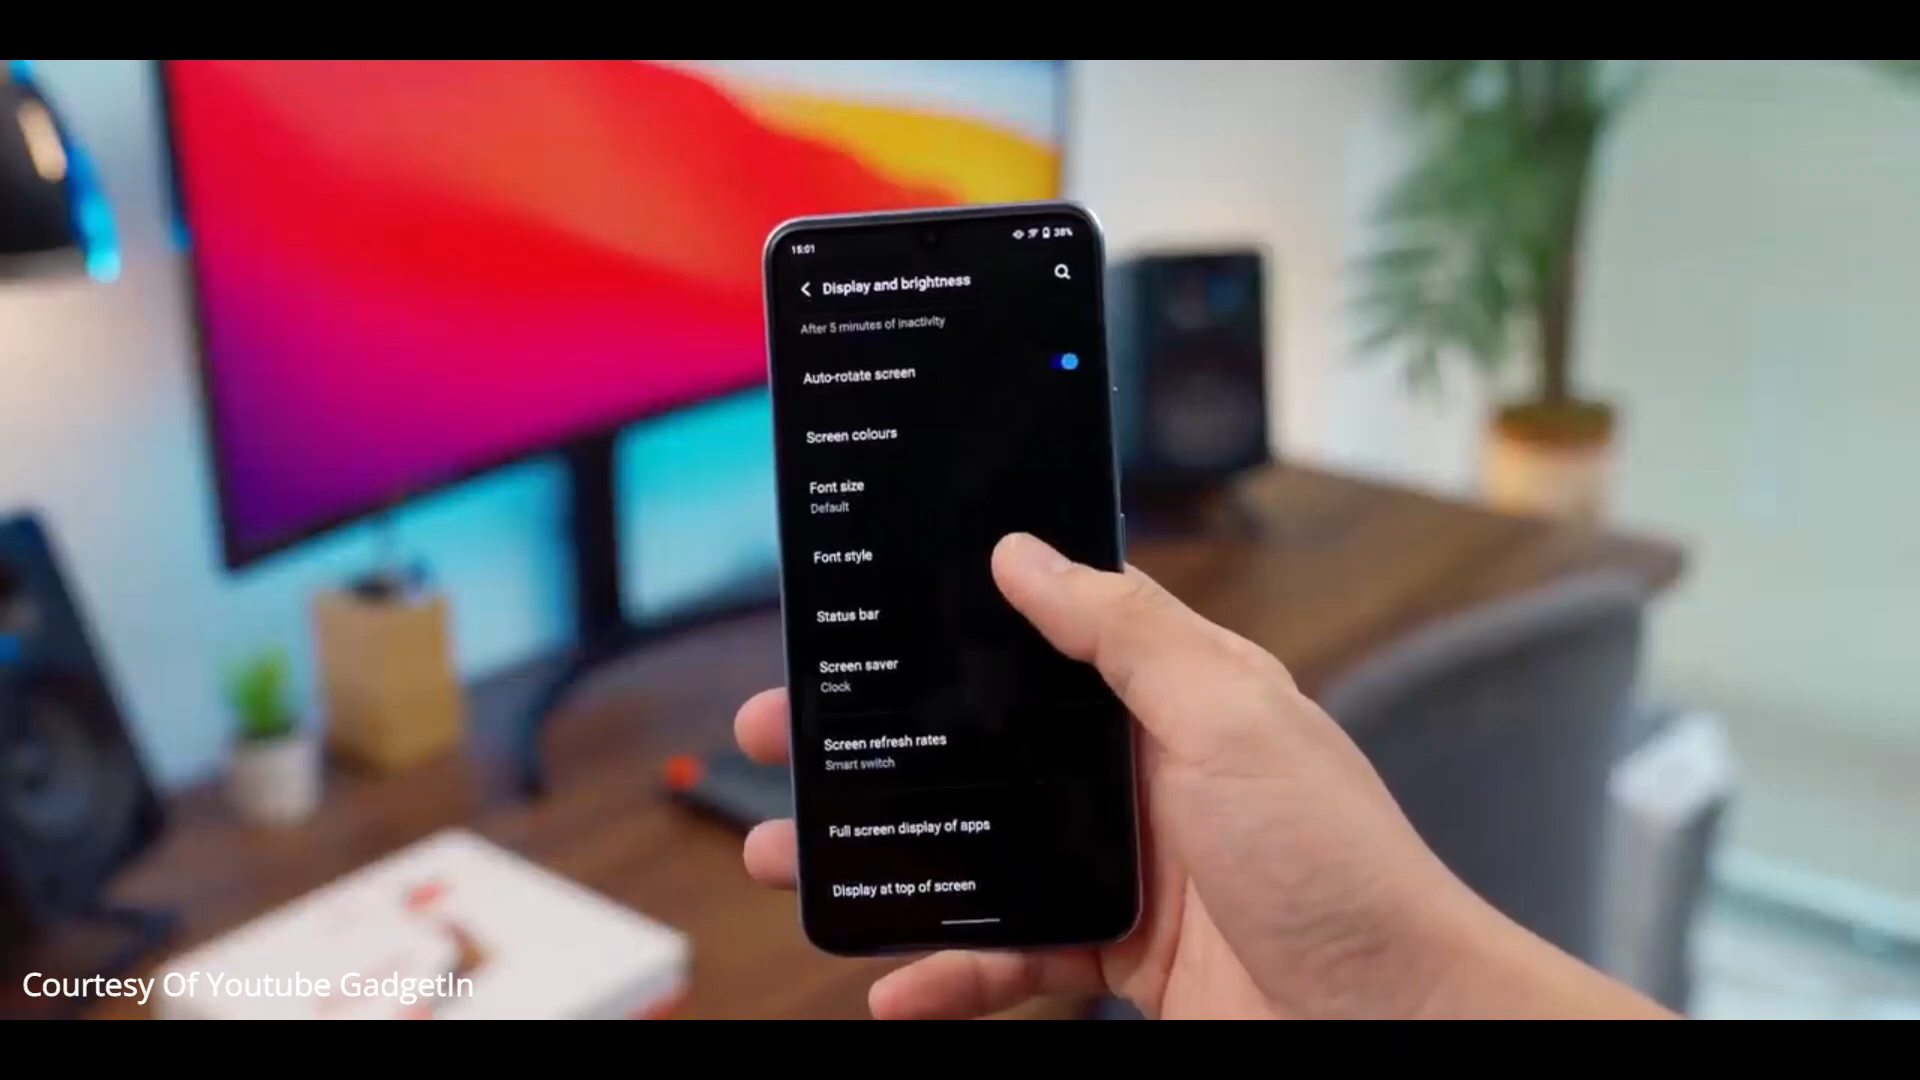 15:01
38%
Display and brightness
After 5 minutes of inactivity
Auto-rotate screen
Screen colours
Font size
Default
Font style
Status bar
Screen saver
Clock
Screen refresh rates
Smart switch
Full screen display of apps
Display at top of screen
Courtesy Of Youtube GadgetIn